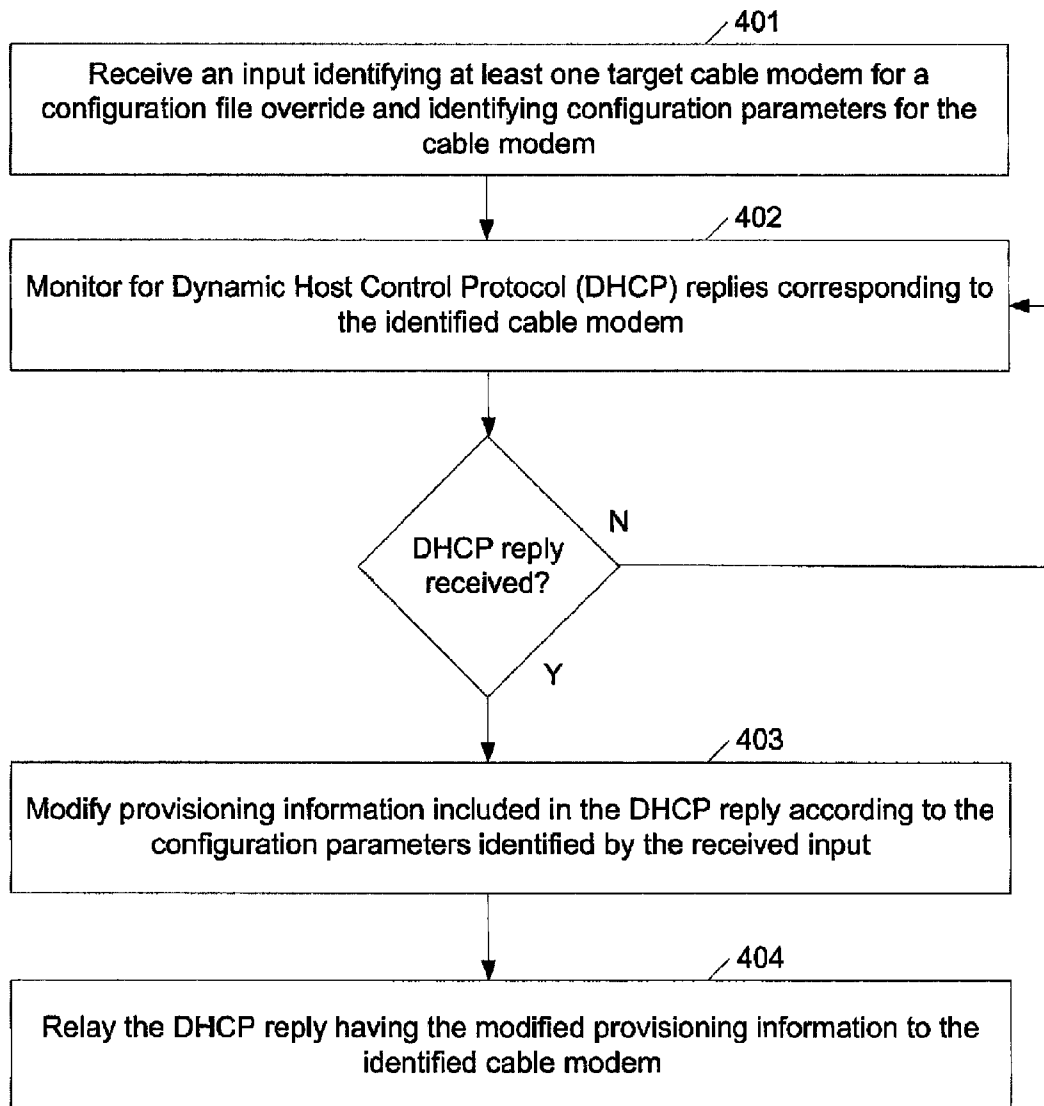 401
Receive an input identifying at least one target cable modem for a
configuration file override and identifying configuration parameters for the
cable modem
402
Monitor for Dynamic Host Control Protocol (DHCP) replies corresponding to
the identified cable modem
N
DHCP reply
received?
Y
403
Modify provisioning information included in the DHCP reply according to the
configuration parameters identified by the received input
404
Relay the DHCP reply having the modified provisioning information to the
identified cable modem